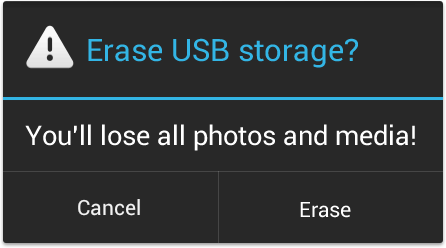 Erase USB storage?
You'll lose all photos and media!
Cancel
Erase